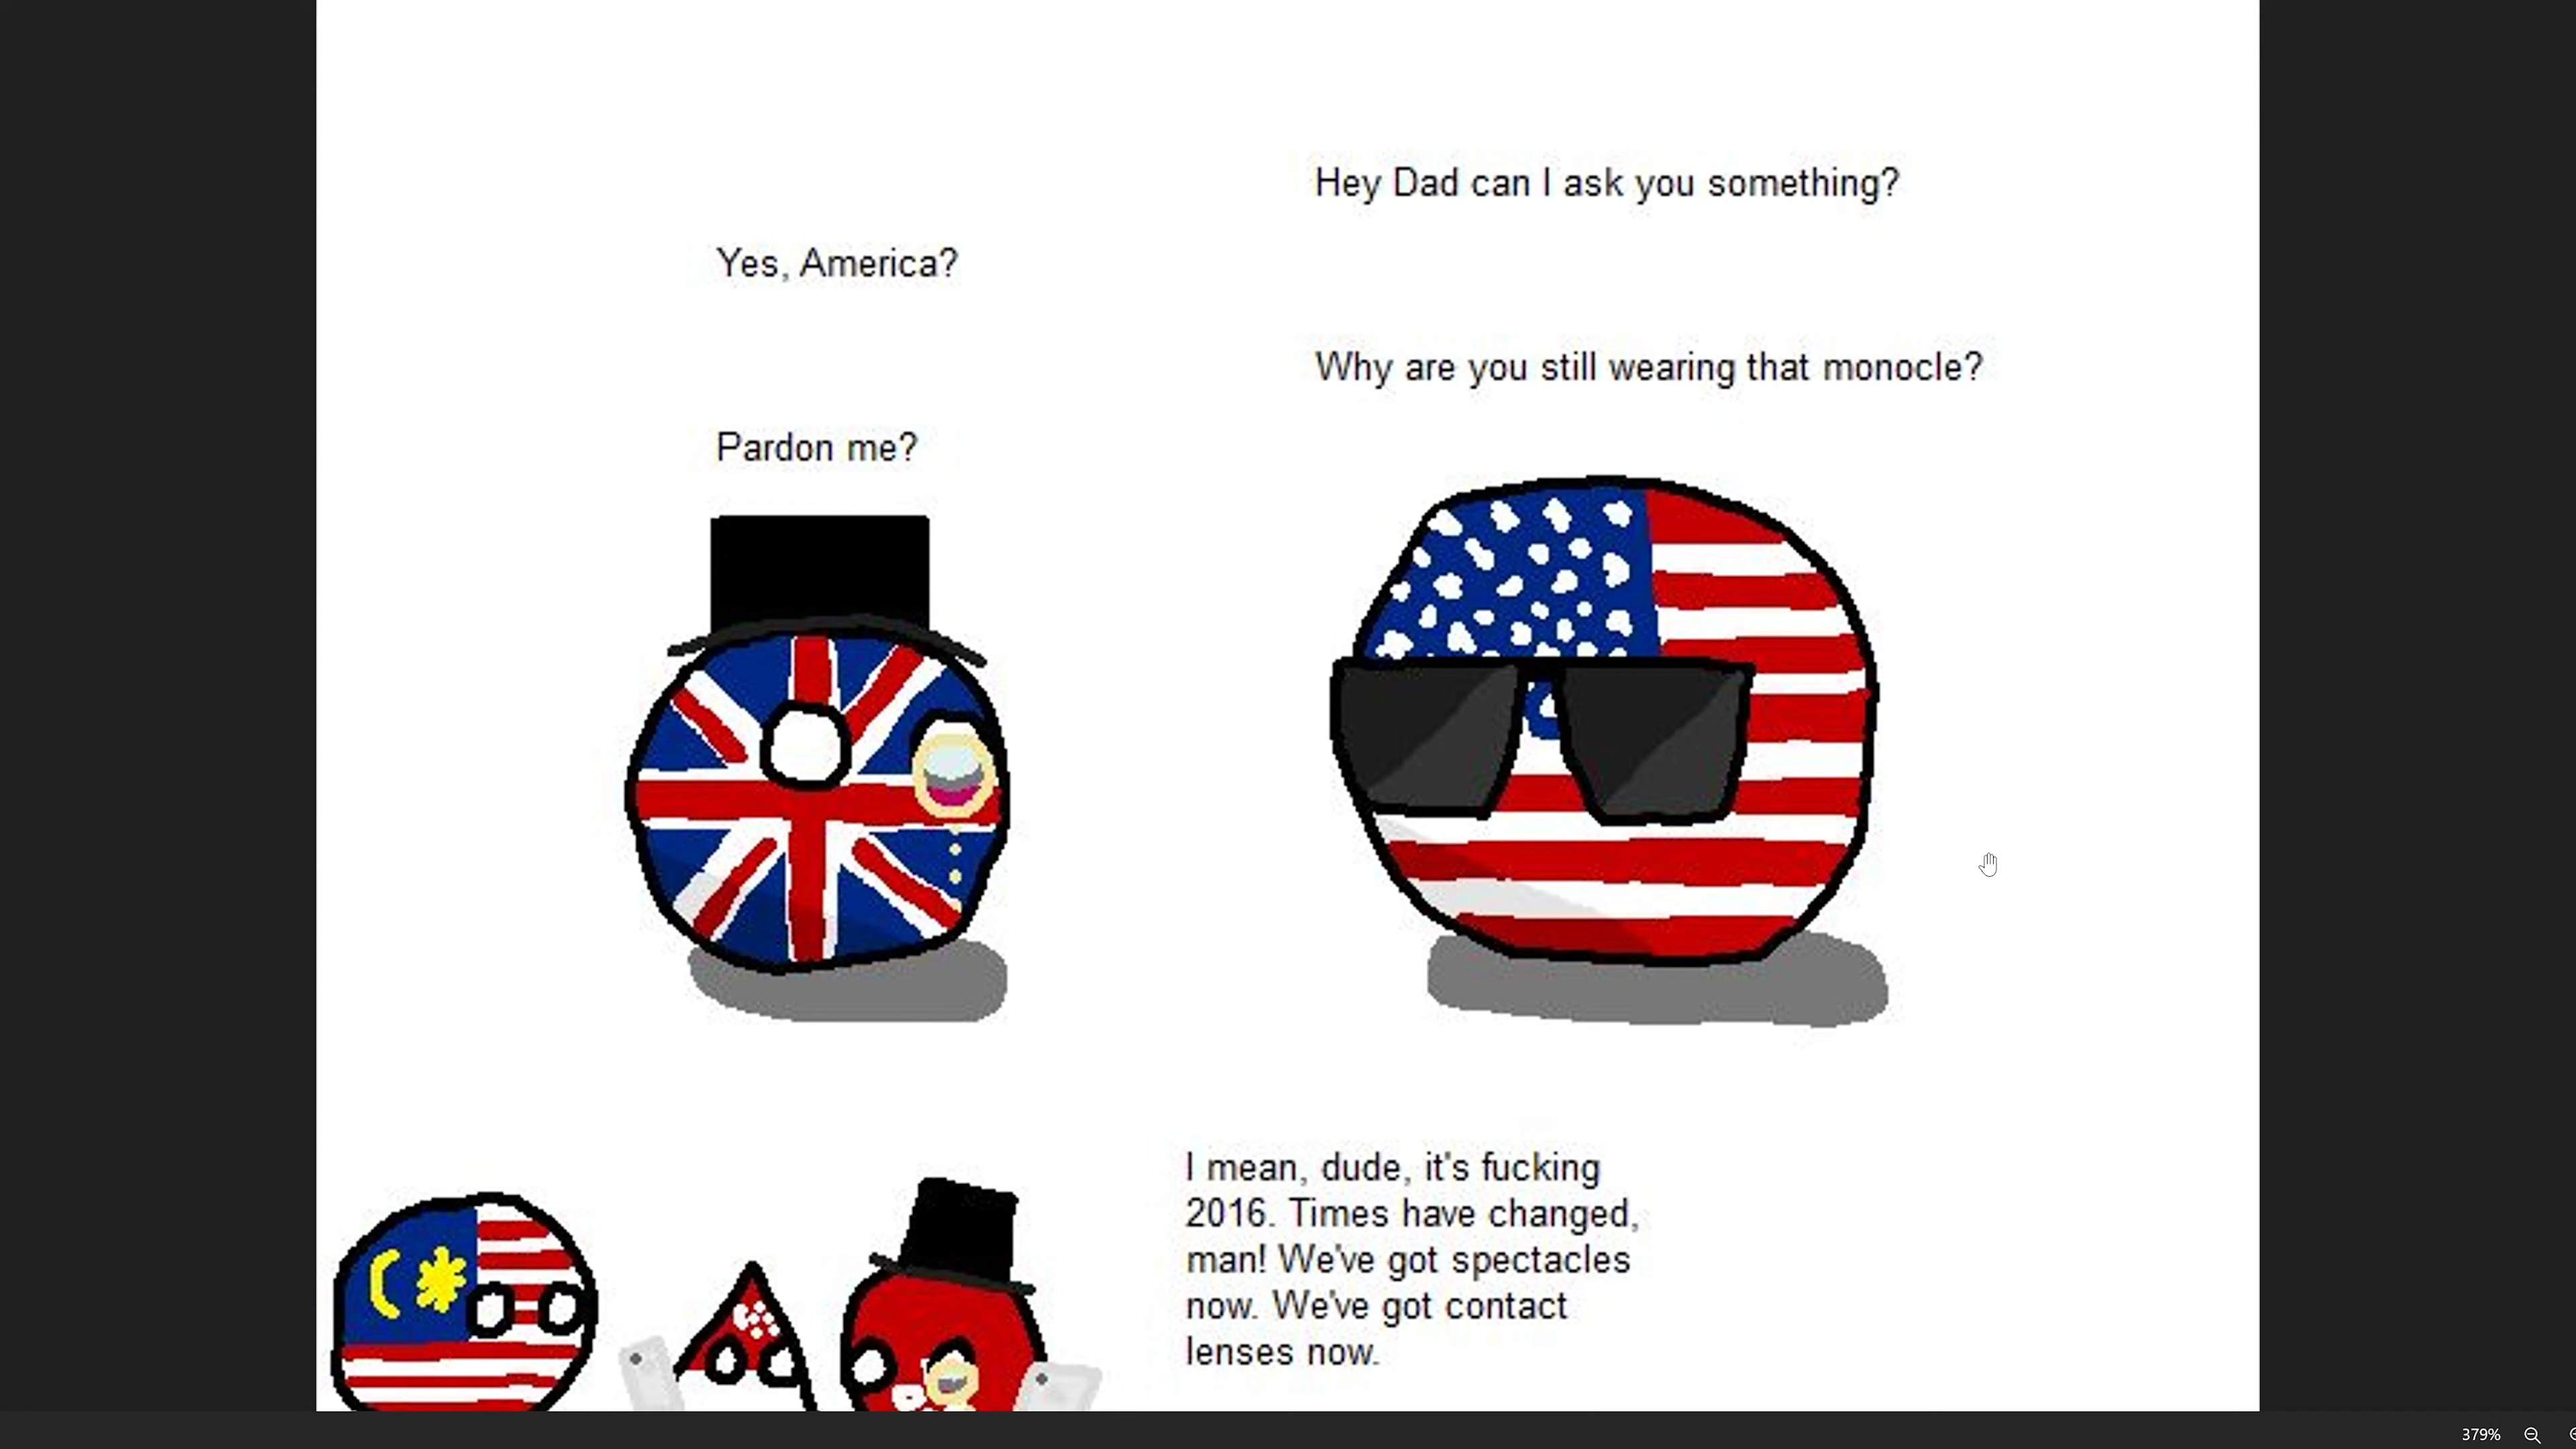 Hey Dad can I ask you something?
Yes, America?
Why are you still wearing that monocle?
Pardon me?
I mean, dude, it's fucking
2016. Times have changed,
man! We've got spectacles
now. We've got contact
lenses now.
379%